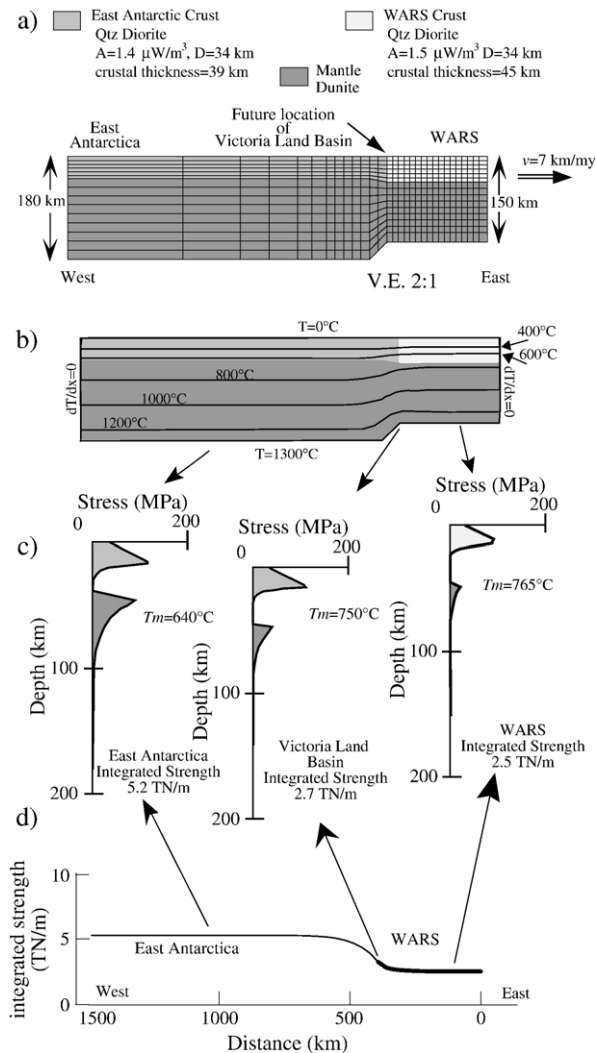 a)
East Antarctic Crust
Qtz Diorite
A=1.4 μW/m³, D=34 km
crustal thickness=39 km
WARS Crust
Qtz Diorite
A=1.5 μW/m³ D=34 km
crustal thickness=45 km
Mantle
Dunite
East
Antarctica
Future location
of
Victoria Land Basin
WARS
v=7 km/my
180 km
150 km
West
V.E. 2:1
East
b)
T=0°C
400°C
600°C
dT/dx=0
800°C
1000°C
1200°C
T=1300°C
dT/dx=0
c)
Stress (MPa)
0
200
Tm=640°C
Depth (km)
100
200
East Antarctica
Integrated Strength
5.2 TN/m
Stress (MPa)
0
200
Tm=750°C
Depth (km)
100
200
Victoria Land
Basin
Integrated Strength
2.7 TN/m
Stress (MPa)
0
200
Tm=765°C
Depth (km)
100
200
WARS
Integrated Strength
2.5 TN/m
d)
integrated strength
(TN/m)
10
5
0
East Antarctica
WARS
West
East
1500
1000
500
0
Distance (km)